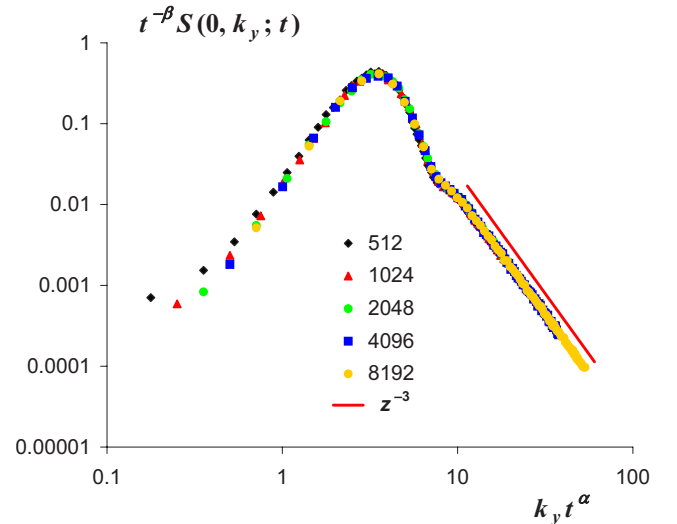 t^{-β} S(0, k_y; t)
1
0.1
0.01
0.001
0.0001
0.00001
512
1024
2048
4096
8192
z^{-3}
0.1 1 10 100
k_y t^α